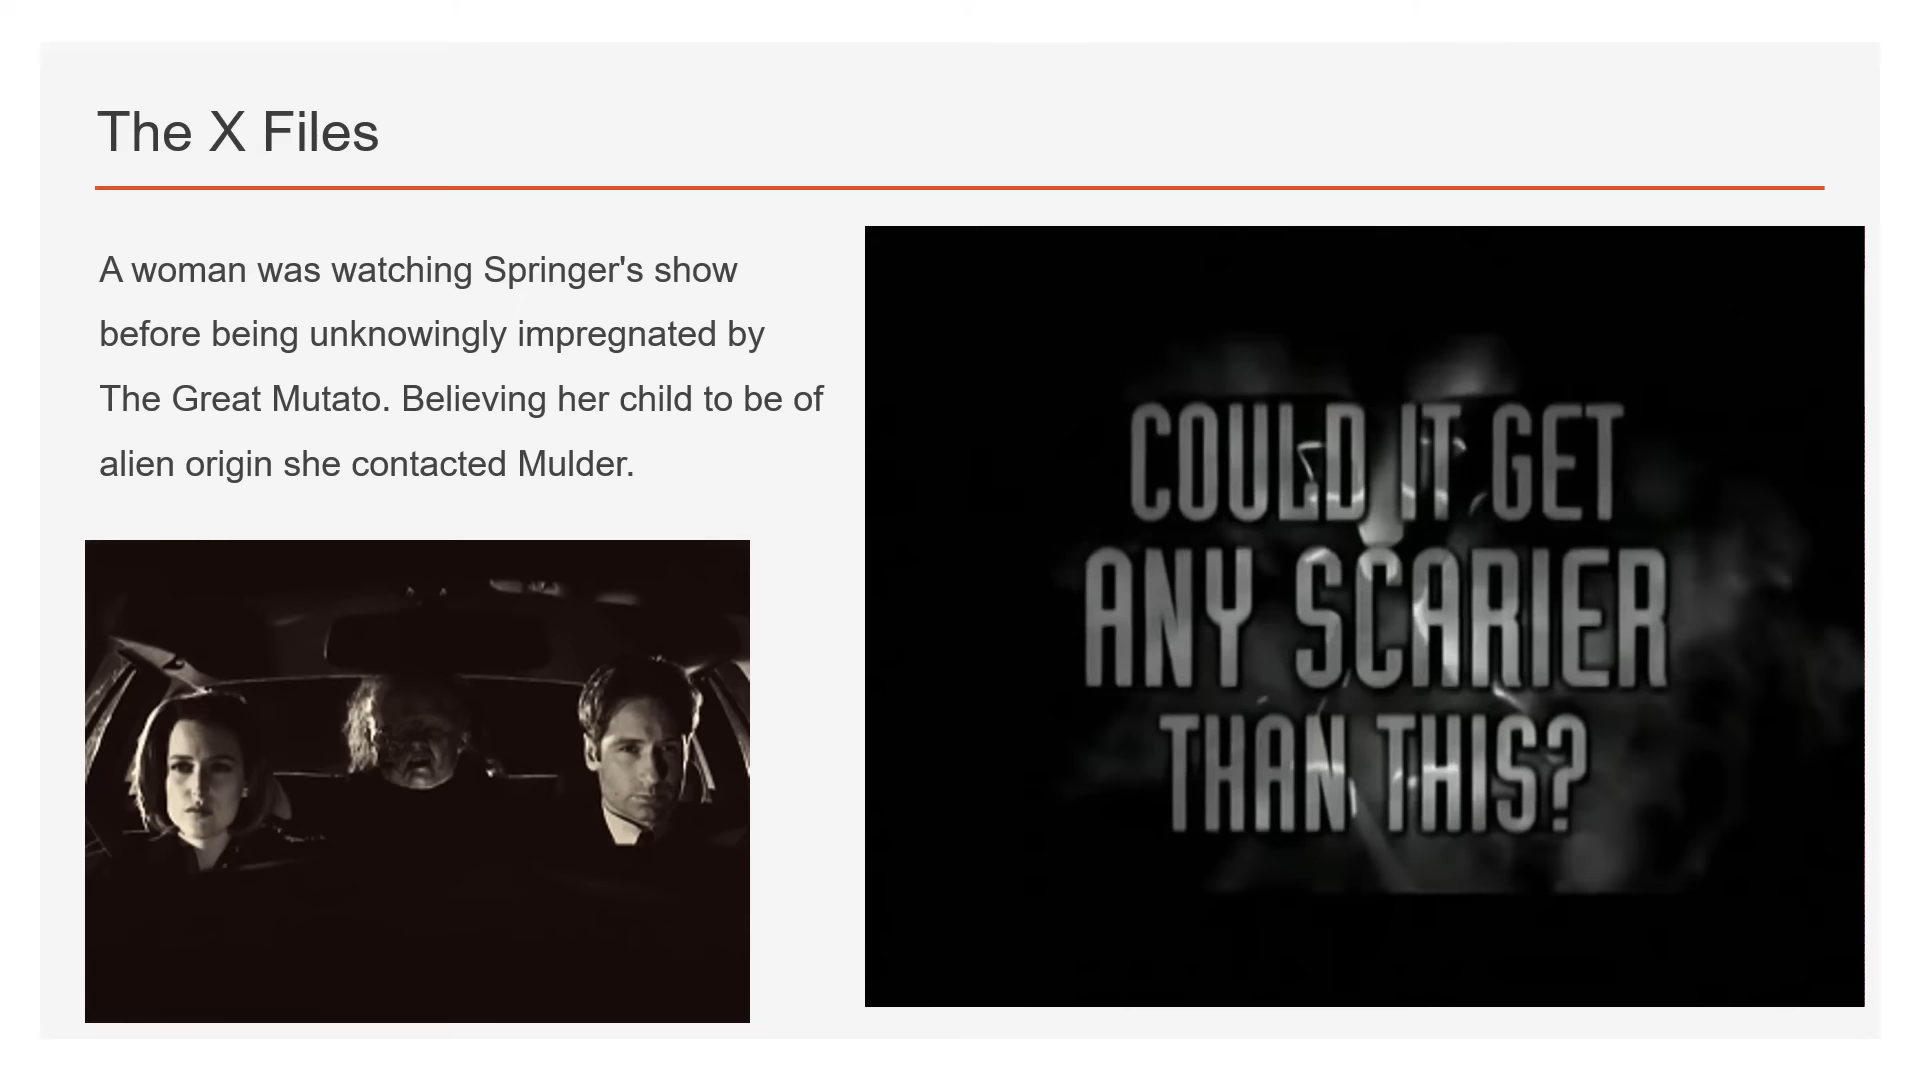 The X Files
A woman was watching Springer's show
before being unknowingly impregnated by
The Great Mutato. Believing her child to be of
alien origin she contacted Mulder.
COULD IT GET
ANY SCARIER
THAN THIS?